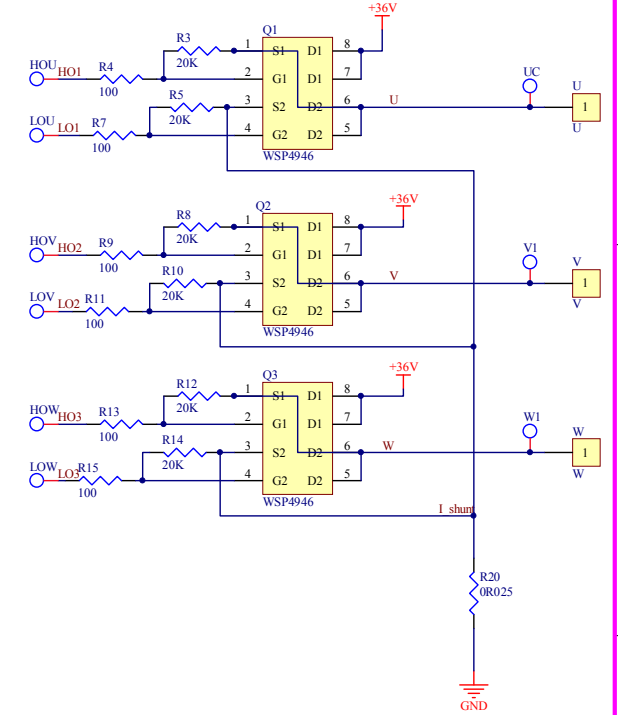 +36V
Q1
R3
20K
1 S1 D1 8
HOU HO1 R4
100
2 G1 D1 7
R5
20K
3 S2 D2 6 U
UC
U
1
U
LOU LO1 R7
100
4 G2 D2 5
WSP4946
+36V
Q2
R8
20K
1 S1 D1 8
HOV HO2 R9
100
2 G1 D1 7
R10
20K
3 S2 D2 6 V
V1
V
1
V
LOV LO2 R11
100
4 G2 D2 5
WSP4946
+36V
Q3
R12
20K
1 S1 D1 8
HOW HO3 R13
100
2 G1 D1 7
R14
20K
3 S2 D2 6 W
W1
W
1
W
LOW LO3 R15
100
4 G2 D2 5
WSP4946
I_shunt
R20
0R025
GND